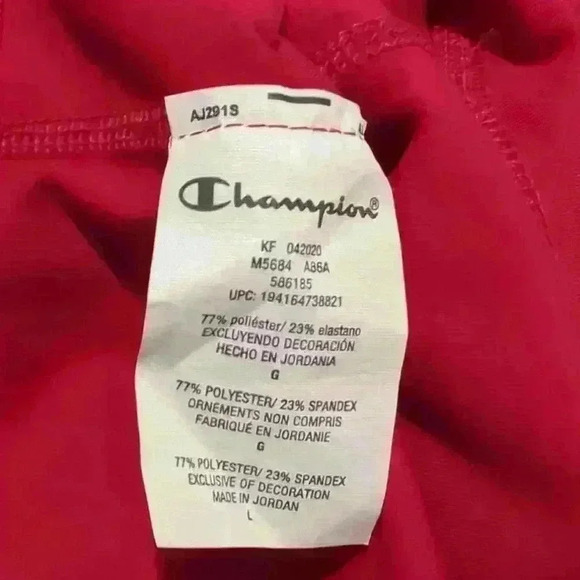 AJ291S
Champion®
KF 042020
M5684 A86A
586185
UPC: 194164738821
77% poliéster/ 23% elastano
EXCLUYENDO DECORACIÓN
HECHO EN JORDANIA
G
77% POLYESTER/ 23% SPANDEX
ORNEMENTS NON COMPRIS
FABRIQUÉ EN JORDANIE
G
77% POLYESTER/ 23% SPANDEX
EXCLUSIVE OF DECORATION
MADE IN JORDAN
L